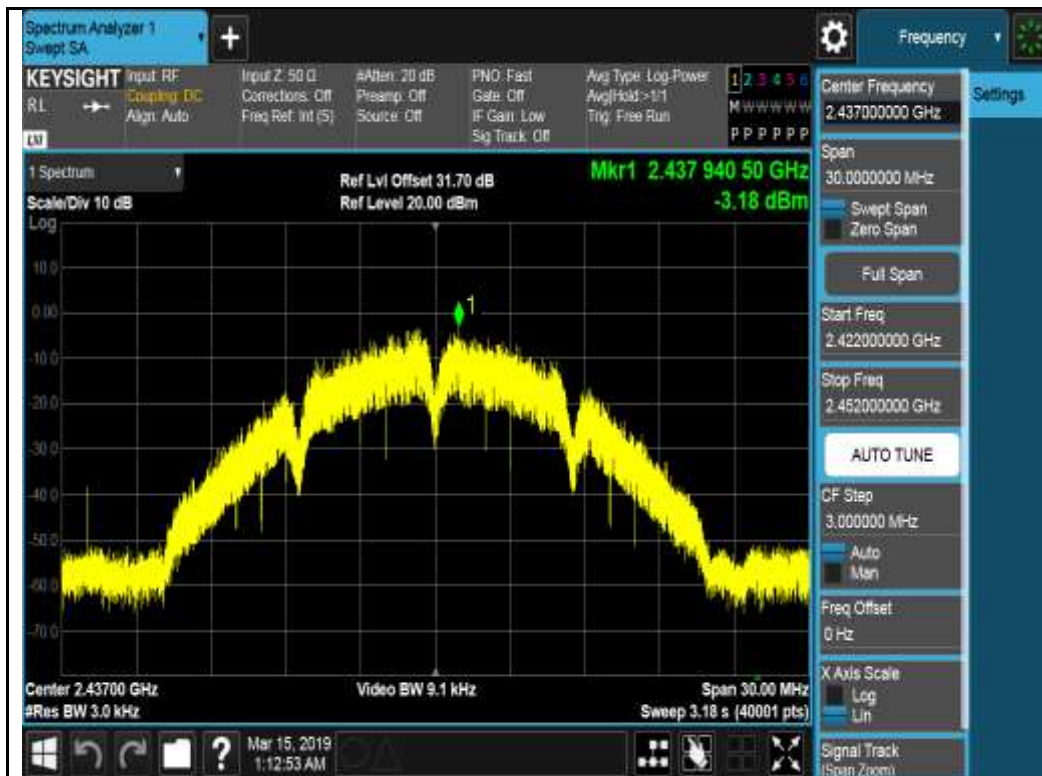 Spectrum Analyzer 1
Swept SA
+
Frequency
KEYSIGHT
RL
Input: RF
Coupling: DC
Align: Auto
Input Z: 50 Ω
Corrections: Off
Freq Ref: Int (S)
#Atten: 20 dB
Preamp: Off
Source: Off
PNO: Fast
Gate: Off
IF Gain: Low
Sig Track: Off
Avg Type: Log-Power
Avg|Hold:>1/1
Trig: Free Run
1 2 3 4 5 6
M W W W W W
P P P P P P
1 Spectrum
Scale/Div 10 dB
Ref Lvl Offset 31.70 dB
Ref Level 20.00 dBm
Mkr1 2.437 940 50 GHz
-3.18 dBm
Log
10.0
0.00
-10.0
-20.0
-30.0
-40.0
-50.0
-60.0
-70.0
1
Center 2.43700 GHz
#Res BW 3.0 kHz
Video BW 9.1 kHz
Span 30.00 MHz
Sweep 3.18 s (40001 pts)
Center Frequency
2.437000000 GHz
Settings
Span
30.0000000 MHz
Swept Span
Zero Span
Full Span
Start Freq
2.422000000 GHz
Stop Freq
2.452000000 GHz
AUTO TUNE
CF Step
3.000000 MHz
Auto
Man
Freq Offset
0 Hz
X Axis Scale
Log
Lin
Signal Track
(Span Zoom)
?
Mar 15, 2019
1:12:53 AM